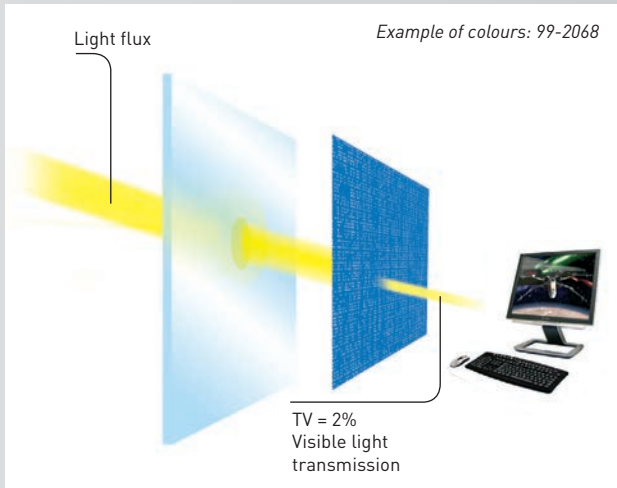 Light flux
Example of colours: 99-2068
TV = 2%
Visible light
transmission